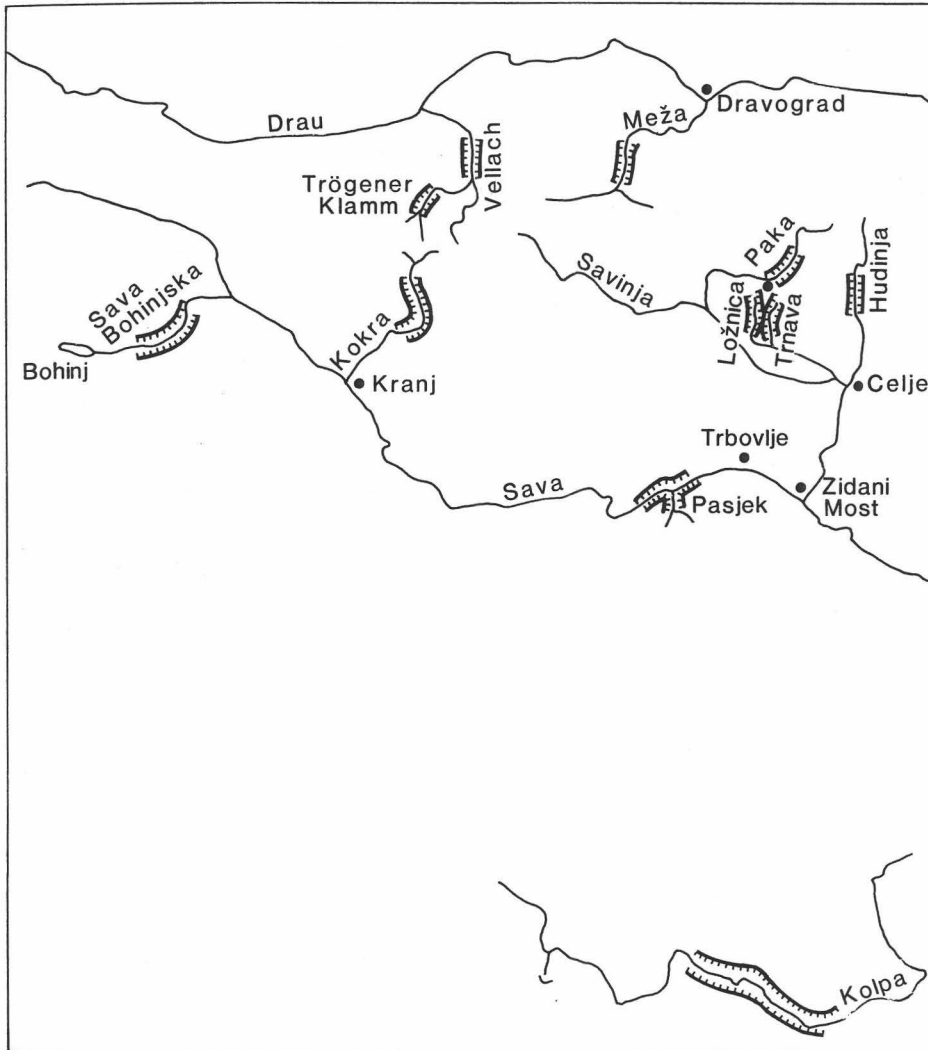 Drau
Dravograd
Meža
Vellach
Trögener
Klamm
Paka
Hudinja
Savinja
Sava
Bohinjska
Ložnica
Trnava
Kokra
Bohinj
Kranj
Celje
Trbovlje
Sava
Zidani
Most
Pasjek
Kolpa